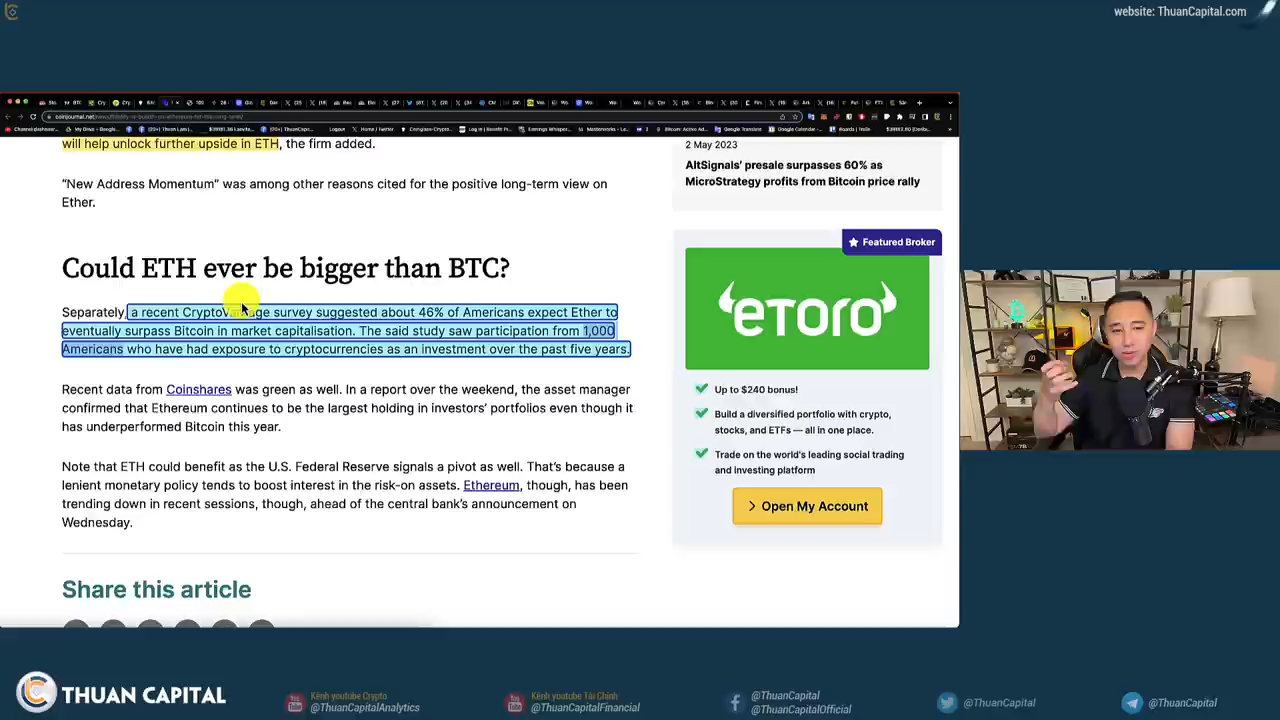 website: ThuanCapital.com
coinjournal.net/news/
will help unlock further upside in ETH, the firm added.
“New Address Momentum” was among other reasons cited for the positive long-term view on
Ether.
Could ETH ever be bigger than BTC?
Separately, a recent survey suggested about 46% of Americans expect Ether to
eventually surpass Bitcoin in market capitalisation. The said study saw participation from 1,000
Americans who have had exposure to cryptocurrencies as an investment over the past five years.
Recent data from Coinshares was green as well. In a report over the weekend, the asset manager
confirmed that Ethereum continues to be the largest holding in investors’ portfolios even though it
has underperformed Bitcoin this year.
Note that ETH could benefit as the U.S. Federal Reserve signals a pivot as well. That’s because a
lenient monetary policy tends to boost interest in the risk-on assets. Ethereum, though, has been
trending down in recent sessions, though, ahead of the central bank’s announcement on
Wednesday.
Share this article
2 May 2023
AltSignals’ presale surpasses 60% as
MicroStrategy profits from Bitcoin price rally
Featured Broker
eToro
Up to $240 bonus!
Build a diversified portfolio with crypto,
stocks, and ETFs — all in one place.
Trade on the world's leading social trading
and investing platform
Open My Account
THUAN CAPITAL
Kênh youtube Crypto
@ThuanCapitalAnalytics
Kênh youtube Tài Chính
@ThuanCapitalFinancial
@ThuanCapital
@ThuanCapitalOfficial
@ThuanCapital
@ThuanCapital